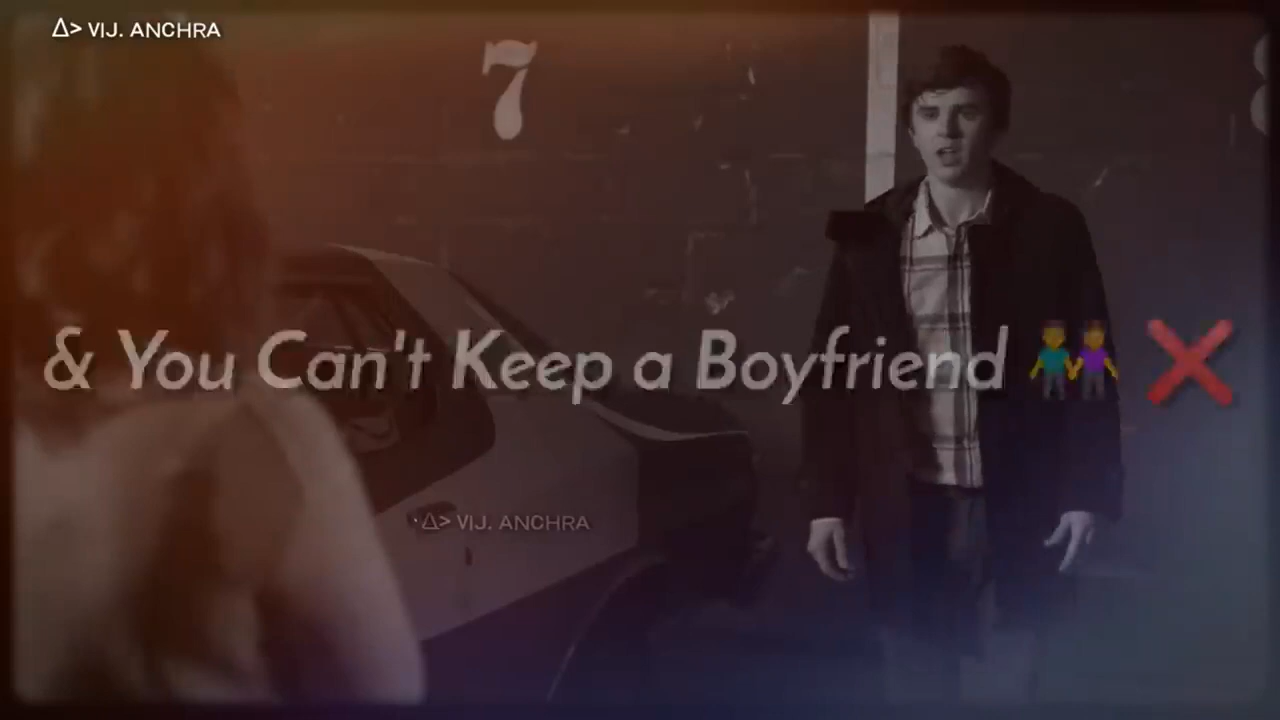 Δ> VIJ. ANCHRA
7
& You Can't Keep a Boyfriend 👬 ❌
Δ> VIJ. ANCHRA